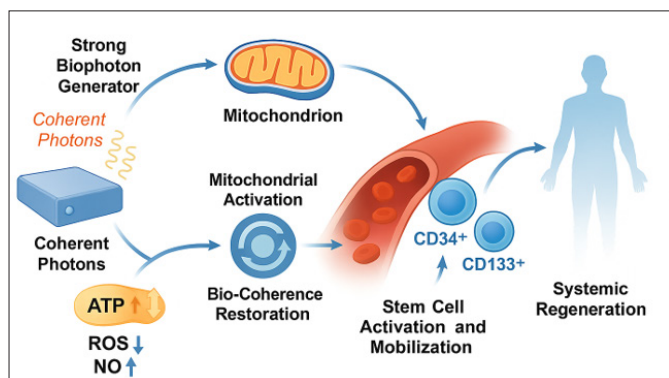 Strong
Biophoton
Generator
Coherent
Photons
Mitochondrion
Coherent
Photons
ATP ↑
ROS ↓
NO ↑
Mitochondrial
Activation
Bio-Coherence
Restoration
CD34+
CD133+
Stem Cell
Activation and
Mobilization
Systemic
Regeneration